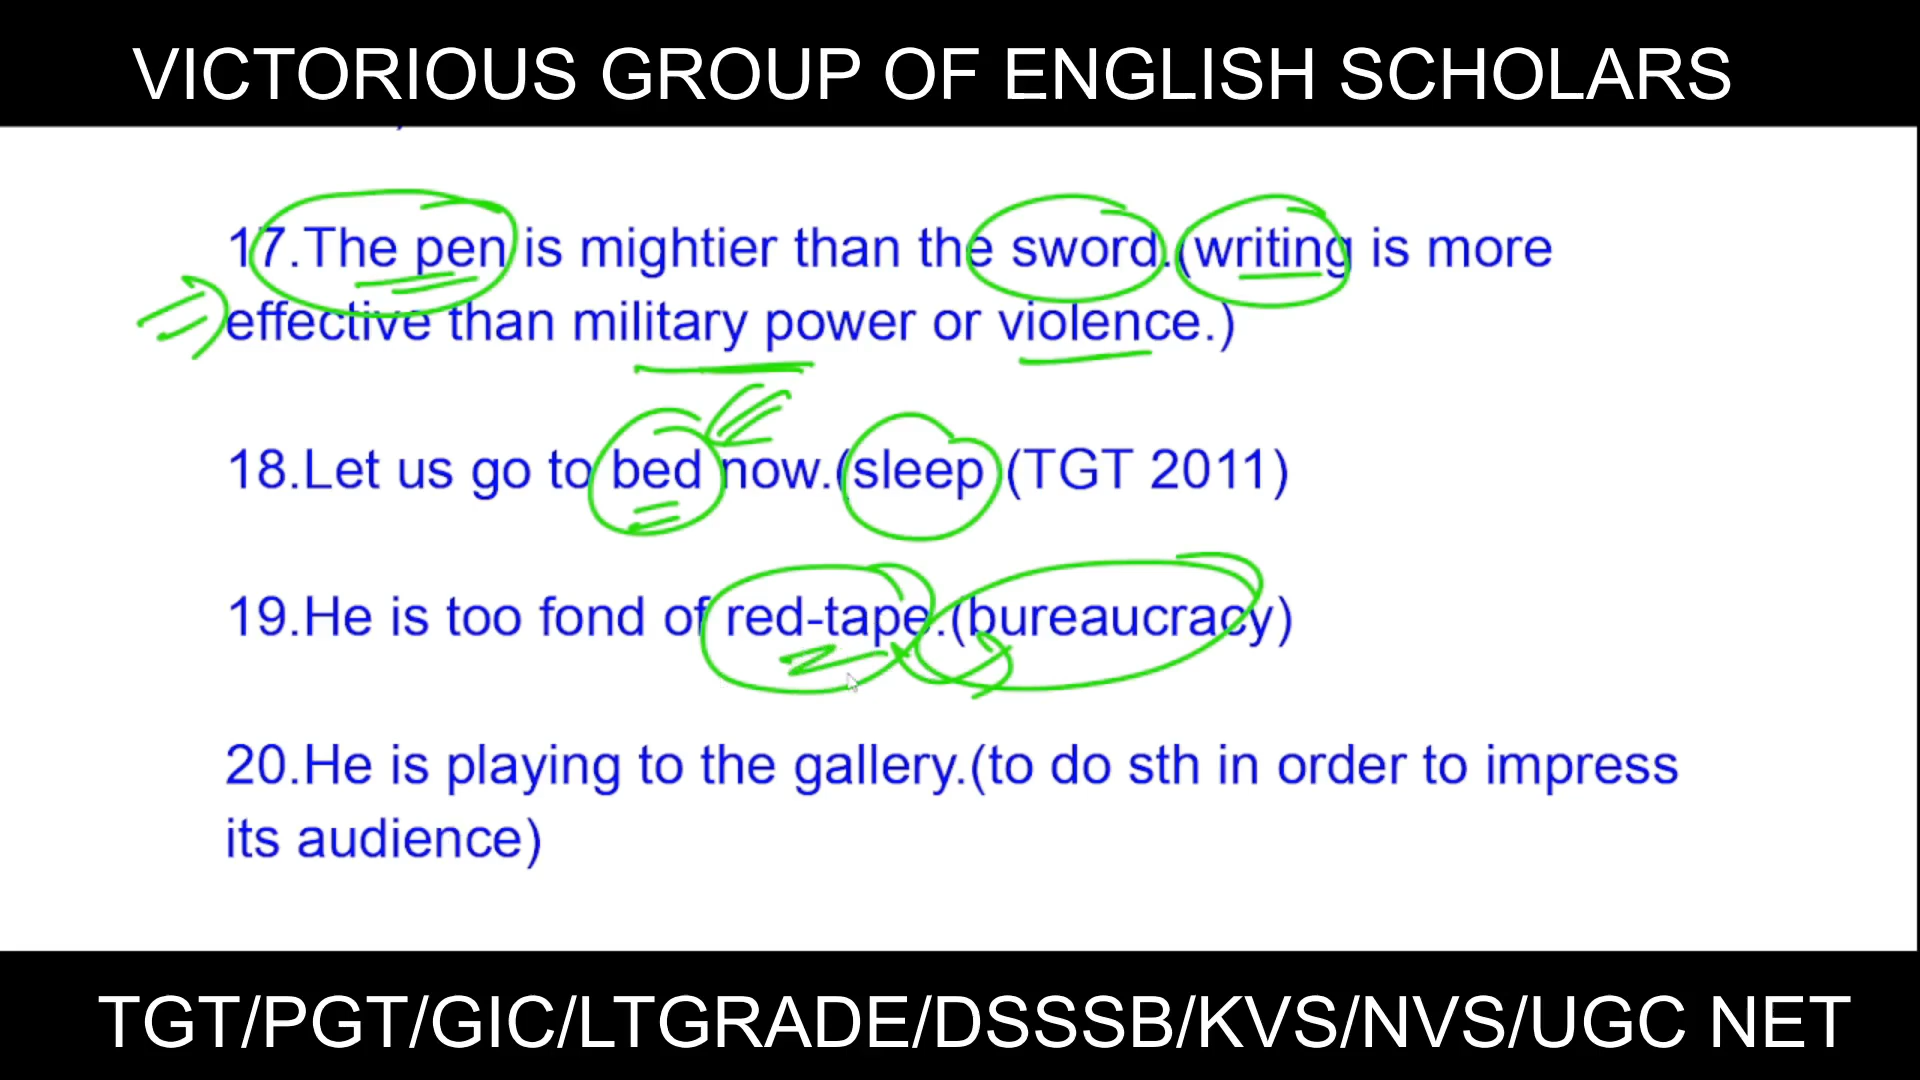 VICTORIOUS GROUP OF ENGLISH SCHOLARS
17.The pen is mightier than the sword.(writing is more
effective than military power or violence.)
18.Let us go to bed now.(sleep (TGT 2011)
19.He is too fond of red-tape.(bureaucracy)
20.He is playing to the gallery.(to do sth in order to impress
its audience)
TGT/PGT/GIC/LTGRADE/DSSSB/KVS/NVS/UGC NET